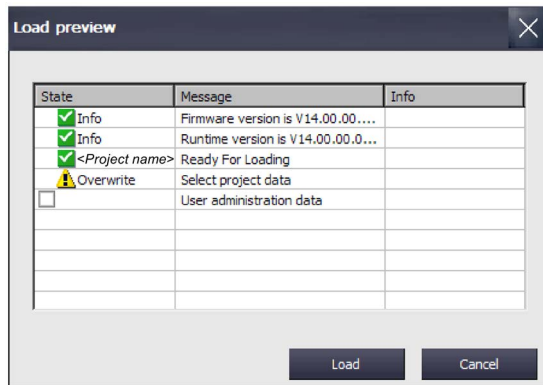 Load preview
State Message Info
Info Firmware version is V14.00.00....
Info Runtime version is V14.00.00.0...
<Project name> Ready For Loading
Overwrite Select project data
User administration data
Load Cancel